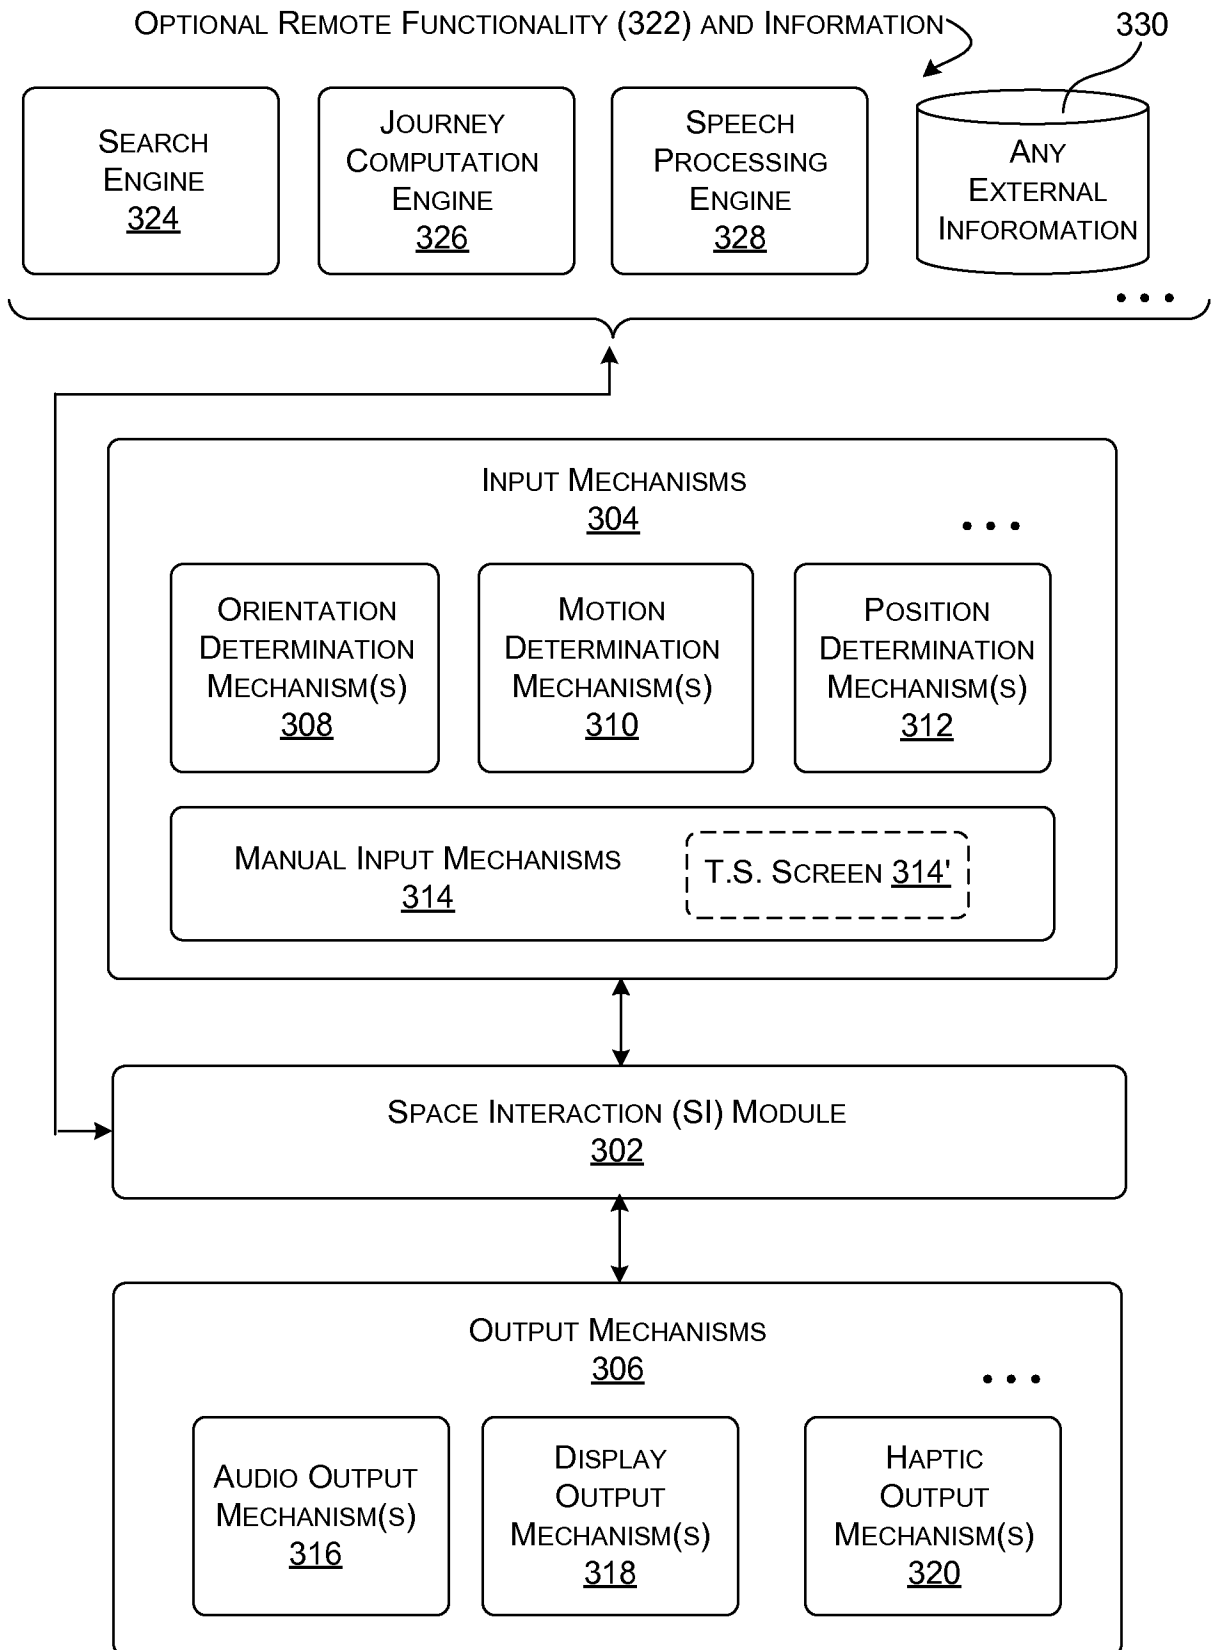 OPTIONAL REMOTE FUNCTIONALITY (322) AND INFORMATION
330
SEARCH
ENGINE
324
JOURNEY
COMPUTATION
ENGINE
326
SPEECH
PROCESSING
ENGINE
328
ANY
EXTERNAL
INFOROMATION
• • •
INPUT MECHANISMS
304
• • •
ORIENTATION
DETERMINATION
MECHANISM(S)
308
MOTION
DETERMINATION
MECHANISM(S)
310
POSITION
DETERMINATION
MECHANISM(S)
312
MANUAL INPUT MECHANISMS
314
T.S. SCREEN 314'
SPACE INTERACTION (SI) MODULE
302
OUTPUT MECHANISMS
306
• • •
AUDIO OUTPUT
MECHANISM(S)
316
DISPLAY
OUTPUT
MECHANISM(S)
318
HAPTIC
OUTPUT
MECHANISM(S)
320